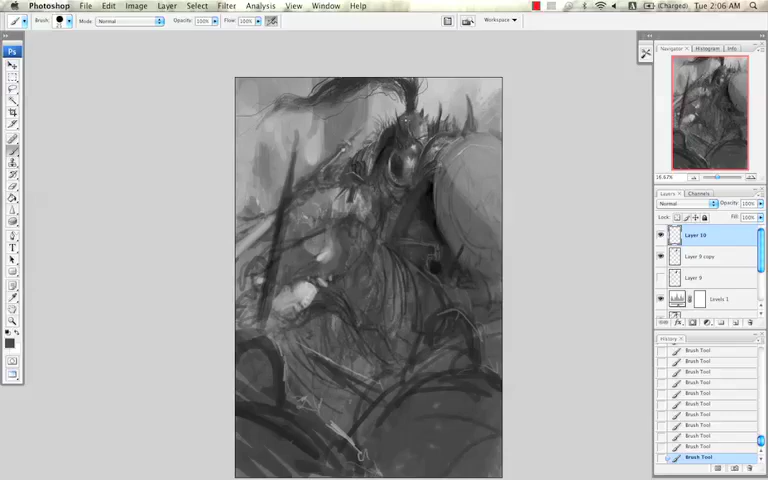 Photoshop File Edit Image Layer Select Filter Analysis View Window Help (Charged) Tue 2:06 AM
Brush: Mode: Normal Opacity: 100% Flow: 100% Workspace
Ps
Navigator Histogram Info
16.67%
Layers Channels
Normal Opacity: 100%
Lock: Fill: 100%
Layer 10
Layer 9 copy
Layer 9
Levels 1
History
Brush Tool
Brush Tool
Brush Tool
Brush Tool
Brush Tool
Brush Tool
Brush Tool
Brush Tool
Brush Tool
Brush Tool
Brush Tool